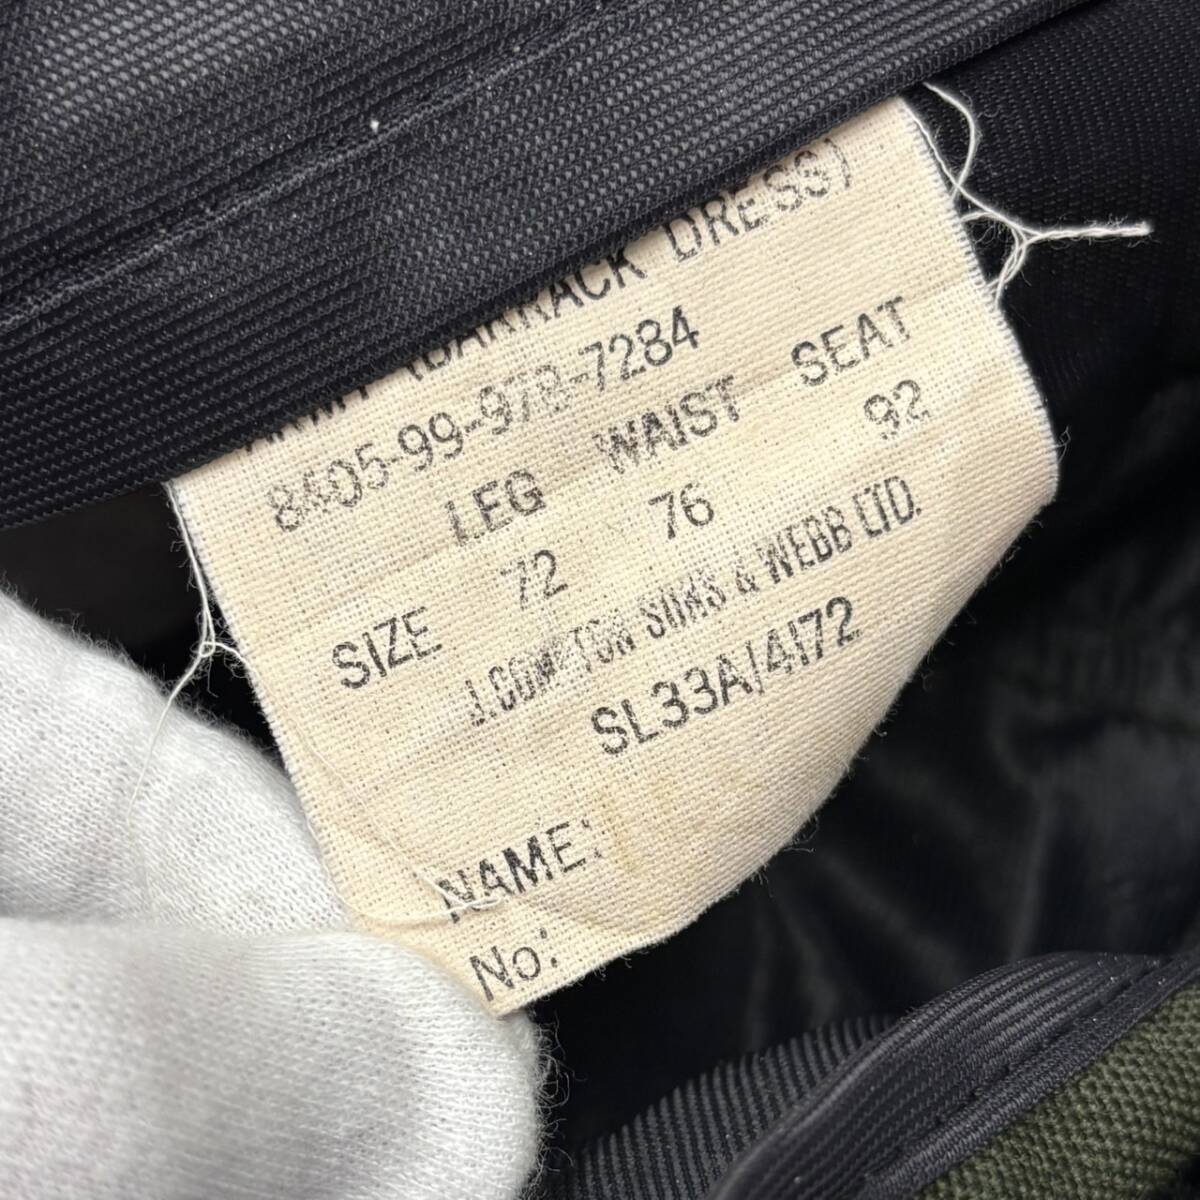 ARMY (BARRACK DRESS)
8405-99-978-7284
LEG WAIST SEAT
SIZE 72 76 92
J. COMPTON SONS & WEBB LTD.
SL33A/4172
NAME:
No: